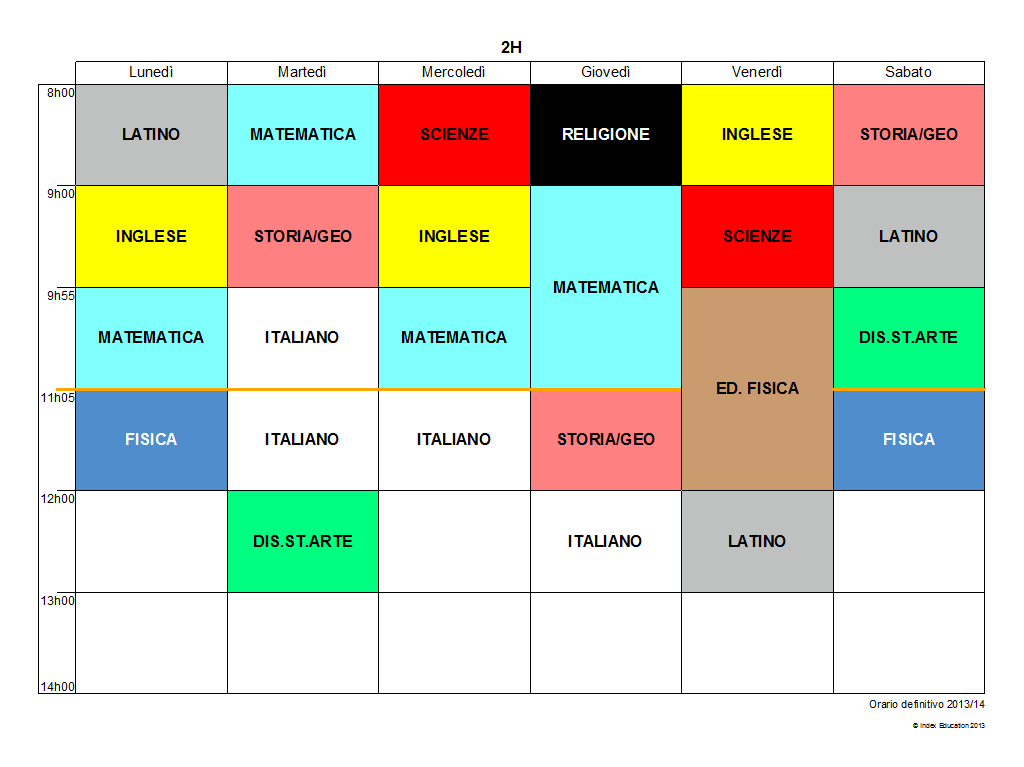 2H
Lunedì Martedì Mercoledì Giovedì Venerdì Sabato
8h00
LATINO MATEMATICA SCIENZE RELIGIONE INGLESE STORIA/GEO
9h00
INGLESE STORIA/GEO INGLESE MATEMATICA SCIENZE LATINO
9h55
MATEMATICA ITALIANO MATEMATICA ED. FISICA DIS.ST.ARTE
11h05
FISICA ITALIANO ITALIANO STORIA/GEO FISICA
12h00
DIS.ST.ARTE ITALIANO LATINO
13h00
14h00
Orario definitivo 2013/14
© Index Education 2013